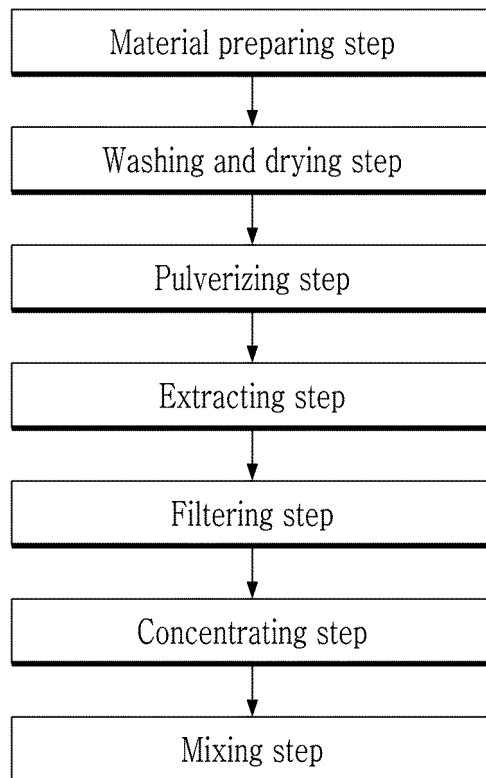 Material preparing step
Washing and drying step
Pulverizing step
Extracting step
Filtering step
Concentrating step
Mixing step